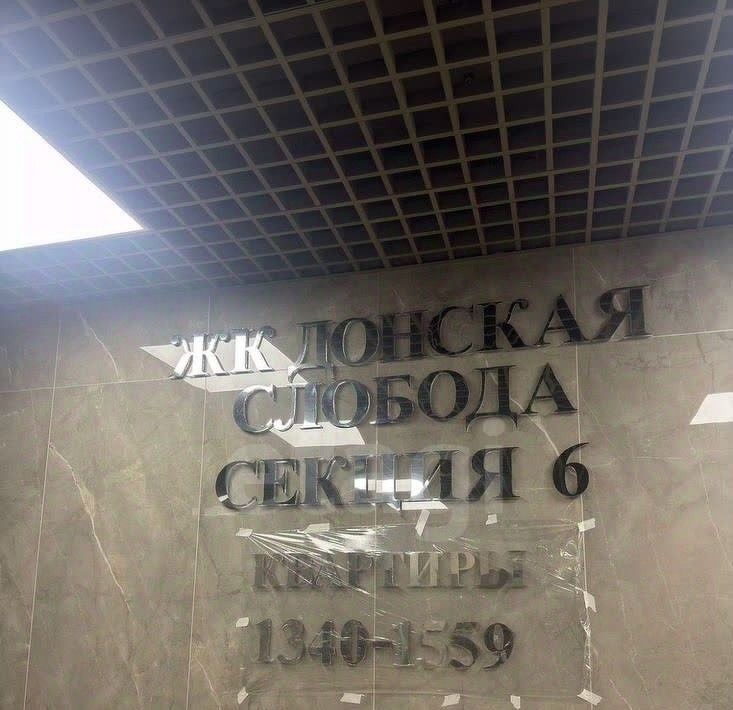 ЖК ДОНСКАЯ
СЛОБОДА
СЕКЦИЯ 6
КВАРТИРЫ
1340-1559